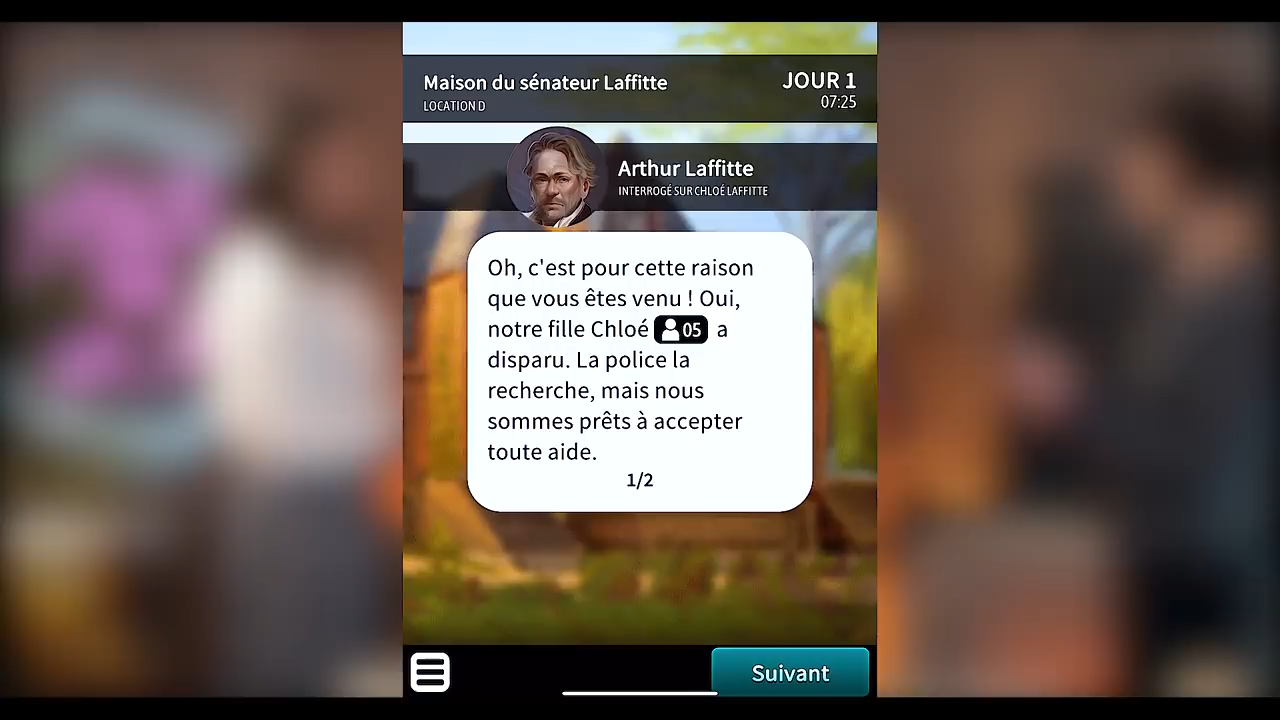 Maison du sénateur Laffitte
LOCATION D
JOUR 1
07:25
Arthur Laffitte
INTERROGÉ SUR CHLOÉ LAFFITTE
Oh, c'est pour cette raison
que vous êtes venu ! Oui,
notre fille Chloé 05 a
disparu. La police la
recherche, mais nous
sommes prêts à accepter
toute aide.
1/2
Suivant